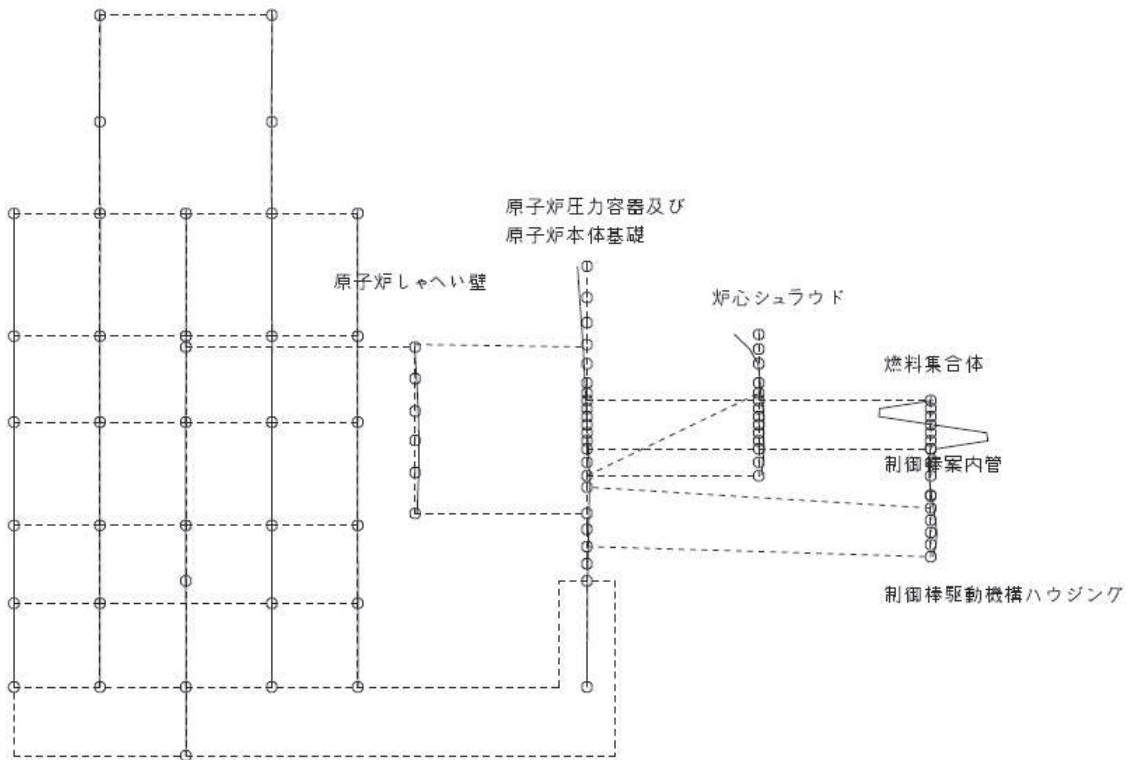 原子炉圧力容器及び
原子炉本体基礎
原子炉しゃへい壁
炉心シュラウド
燃料集合体
制御棒案内管
制御棒駆動機構ハウジング